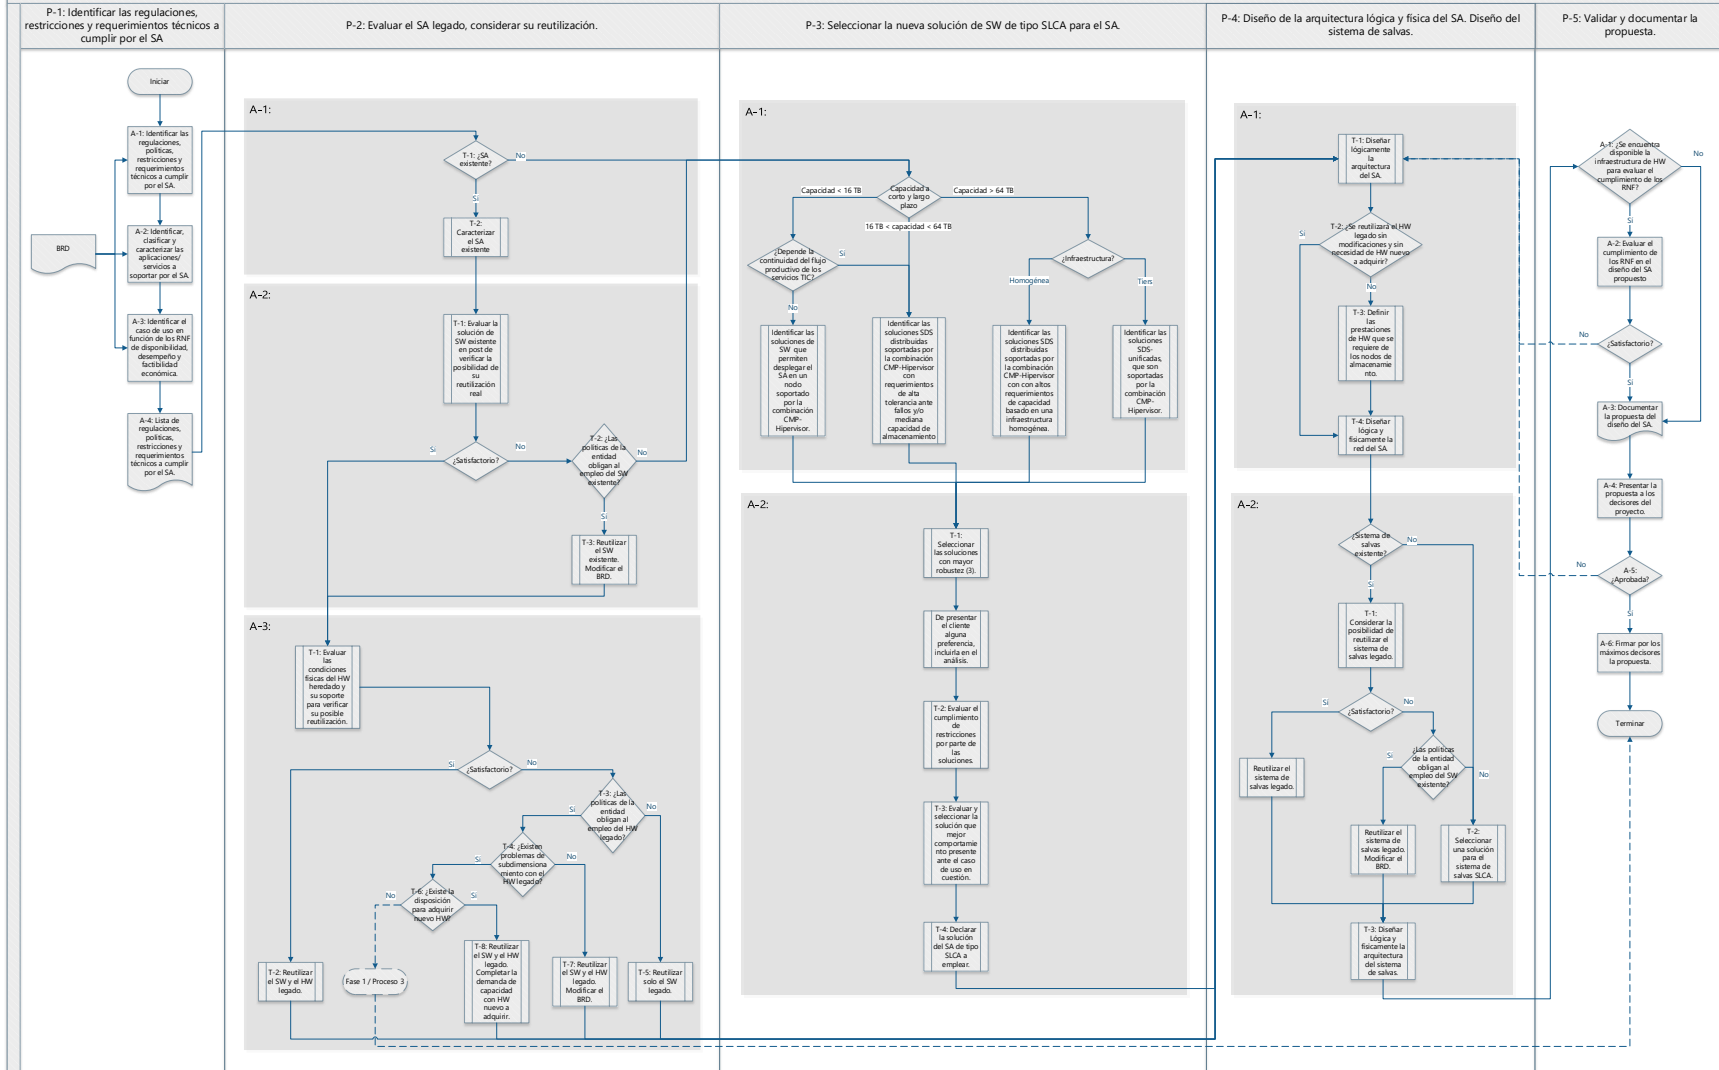 P-1: Identificar las regulaciones,
restricciones y requerimientos técnicos a
cumplir por el SA
P-2: Evaluar el SA legado, considerar su reutilización.
P-3: Seleccionar la nueva solución de SW de tipo SLCA para el SA.
P-4: Diseño de la arquitectura lógica y física del SA. Diseño del
sistema de salvas.
P-5: Validar y documentar la
propuesta.
Iniciar
A-1: Identificar las
regulaciones,
políticas,
restricciones y
requerimientos
técnicos a cumplir
por el SA.
BRD
A-2: Identificar,
clasificar y
caracterizar las
aplicaciones/
servicios a
soportar por el SA.
A-3: Identificar el
caso de uso en
función de los RNF
de disponibilidad,
desempeño y
factibilidad
económica.
A-4: Lista de
regulaciones,
políticas,
restricciones y
requerimientos
técnicos a cumplir
por el SA.
A-1:
T-1: ¿SA
existente?
No
Sí
T-2:
Caracterizar
el SA
existente
A-2:
T-1: Evaluar la
solución de
SW existente
en post de
verificar la
posibilidad de
su
reutilización
real
¿Satisfactorio?
Sí
No
T-2: ¿Las
políticas de la
entidad
obligan al
empleo del SW
existente?
No
Sí
T-3: Reutilizar
el SW
existente.
Modificar el
BRD.
A-3:
T-1: Evaluar
las
condiciones
físicas del HW
heredado y
su soporte
para verificar
su posible
reutilización.
¿Satisfactorio?
Sí
No
T-3: ¿Las
políticas de la
entidad
obligan al
empleo del HW
legado?
Sí
No
T-4: ¿Existen
problemas de
subdimensiona
miento con el
HW legado?
Sí
No
T-6: ¿Existe la
disposición
para adquirir
nuevo HW?
No
Sí
T-2: Reutilizar
el SW y el HW
legado.
Fase 1 / Proceso 3
T-8: Reutilizar
el SW y el HW
legado.
Completar la
demanda de
capacidad
con HW
nuevo a
adquirir.
T-7: Reutilizar
el SW y el HW
legado.
Modificar el
BRD.
T-5: Reutilizar
solo el SW
legado.
A-1:
Capacidad a
corto y largo
plazo
Capacidad < 16 TB
Capacidad > 64 TB
16 TB < capacidad < 64 TB
¿Depende la
continuidad del flujo
productivo de los
servicios TIC?
Sí
No
¿Infraestructura?
Homogénea
Tiers
Identificar las
soluciones de
SW que
permiten
desplegar el
SA en un
nodo
soportado por
la combinación
CMP-
Hipervisor.
Identificar las
soluciones SDS
distribuidas
soportadas por
la combinación
CMP-Hipervisor
con
requerimientos
de alta
tolerancia ante
fallos y/o
mediana
capacidad de
almacenamiento
Identificar las
soluciones SDS
distribuidas
soportadas por
la combinación
CMP-Hipervisor
con con altos
requerimientos
de capacidad
basado en una
infraestructura
homogénea.
Identificar las
soluciones
SDS-
unificadas,
que son
soportadas
por la
combinación
CMP-
Hipervisor.
A-2:
T-1:
Seleccionar
las soluciones
con mayor
robustez (3).
De presentar
el cliente
alguna
preferencia,
incluirla en el
análisis.
T-2: Evaluar el
cumplimiento
de
restricciones
por parte de
las
soluciones.
T-3: Evaluar y
seleccionar la
solución que
mejor
comportamie
nto presente
ante el caso
de uso en
cuestión.
T-4: Declarar
la solución
del SA de tipo
SLCA a
emplear.
A-1:
T-1: Diseñar
lógicamente
la
arquitectura
del SA.
T-2: ¿Se reutilizará el HW
legado sin
modificaciones y sin
necesidad de HW nuevo a
adquirir?
Sí
No
T-3: Definir
las
prestaciones
de HW que se
requiere de
los nodos de
almacenamie
nto.
T-4: Diseñar
lógica y
físicamente la
red del SA.
A-2:
¿Sistema de
salvas
existente?
No
Sí
T-1:
Considerar la
posibilidad de
reutilizar el
sistema de
salvas legado.
¿Satisfactorio?
Sí
No
¿Las políticas
de la entidad
obligan al
empleo del SW
existente?
Sí
No
Reutilizar el
sistema de
salvas legado.
Reutilizar el
sistema de
salvas legado.
Modificar el
BRD.
T-2:
Seleccionar
una solución
para el
sistema de
salvas SLCA.
T-3: Diseñar
Lógica y
físicamente la
arquitectura
del sistema
de salvas.
A-1: ¿Se encuentra
disponible la
infraestructura de HW
para evaluar el
cumplimiento de los
RNF?
No
Sí
A-2: Evaluar el
cumplimiento de
los RNF en el
diseño del SA
propuesto
¿Satisfactorio?
No
Sí
A-3: Documentar
la propuesta del
diseño del SA.
A-4: Presentar la
propuesta a los
decisores del
proyecto.
A-5:
¿Aprobada?
No
Sí
A-6: Firmar por los
máximos decisores
la propuesta.
Terminar